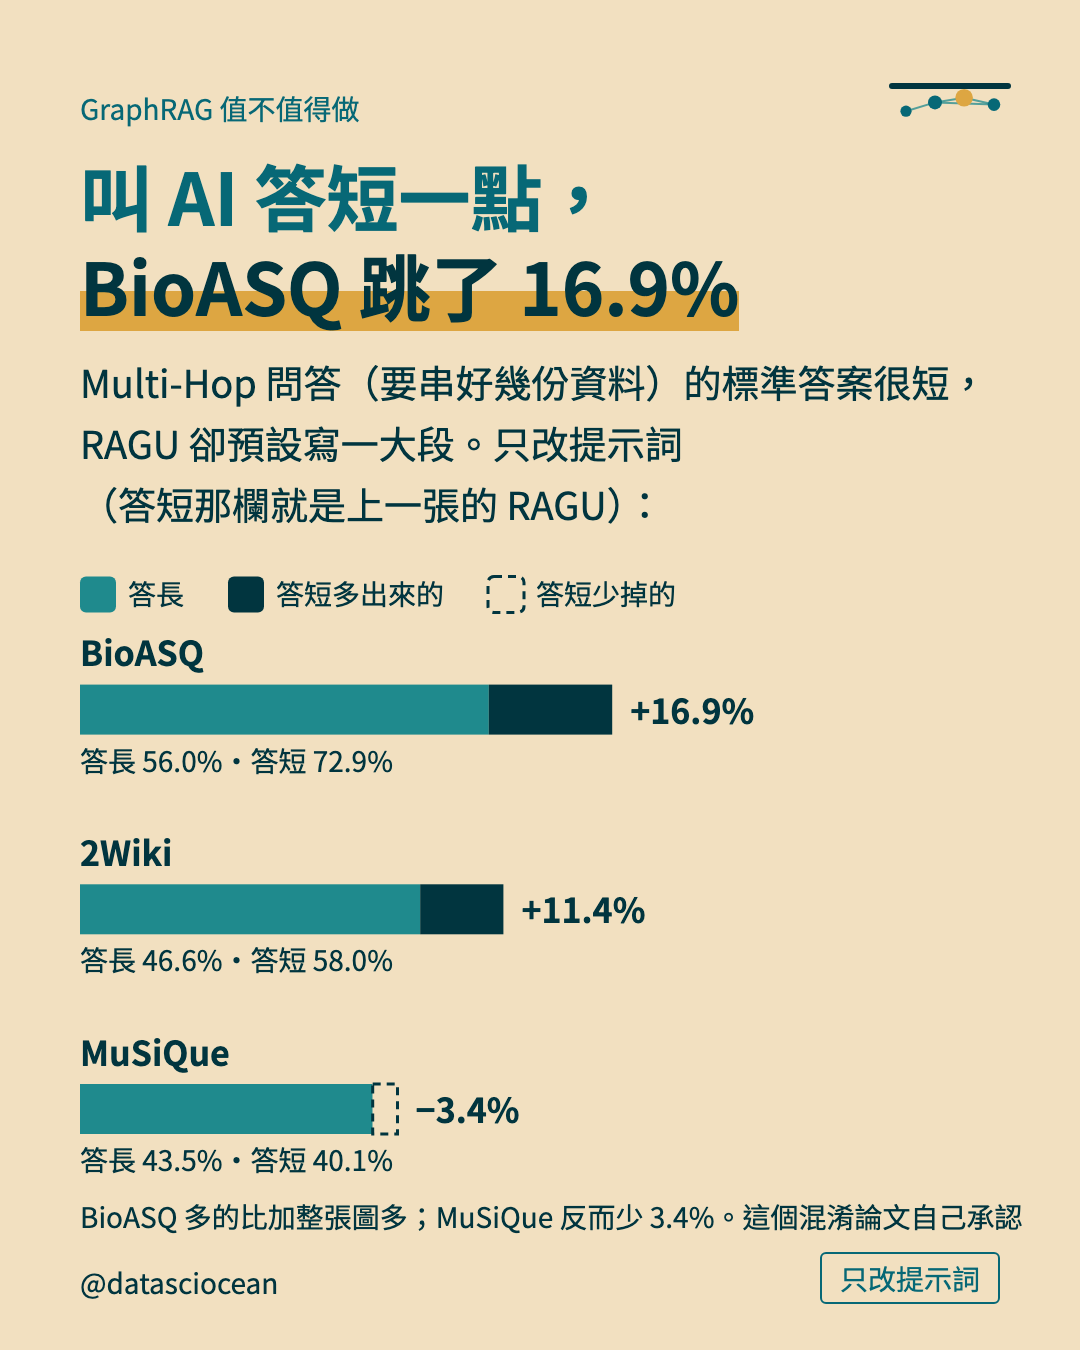 GraphRAG 值不值得做
叫 AI 答短一點，
BioASQ 跳了 16.9%
Multi-Hop 問答（要串好幾份資料）的標準答案很短，
RAGU 卻預設寫一大段。只改提示詞
（答短那欄就是上一張的 RAGU）：
答長 答短多出來的 答短少掉的
BioASQ
+16.9%
答長 56.0%・答短 72.9%
2Wiki
+11.4%
答長 46.6%・答短 58.0%
MuSiQue
−3.4%
答長 43.5%・答短 40.1%
BioASQ 多的比加整張圖多；MuSiQue 反而少 3.4%。這個混淆論文自己承認
@datasciocean
只改提示詞